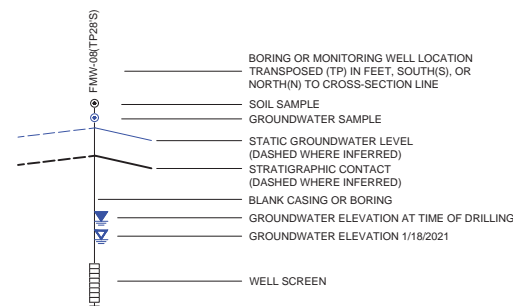 FMW-08(TP28'S)
BORING OR MONITORING WELL LOCATION
TRANSPOSED (TP) IN FEET, SOUTH(S), OR
NORTH(N) TO CROSS-SECTION LINE
SOIL SAMPLE
GROUNDWATER SAMPLE
STATIC GROUNDWATER LEVEL
(DASHED WHERE INFERRED)
STRATIGRAPHIC CONTACT
(DASHED WHERE INFERRED)
BLANK CASING OR BORING
GROUNDWATER ELEVATION AT TIME OF DRILLING
GROUNDWATER ELEVATION 1/18/2021
WELL SCREEN